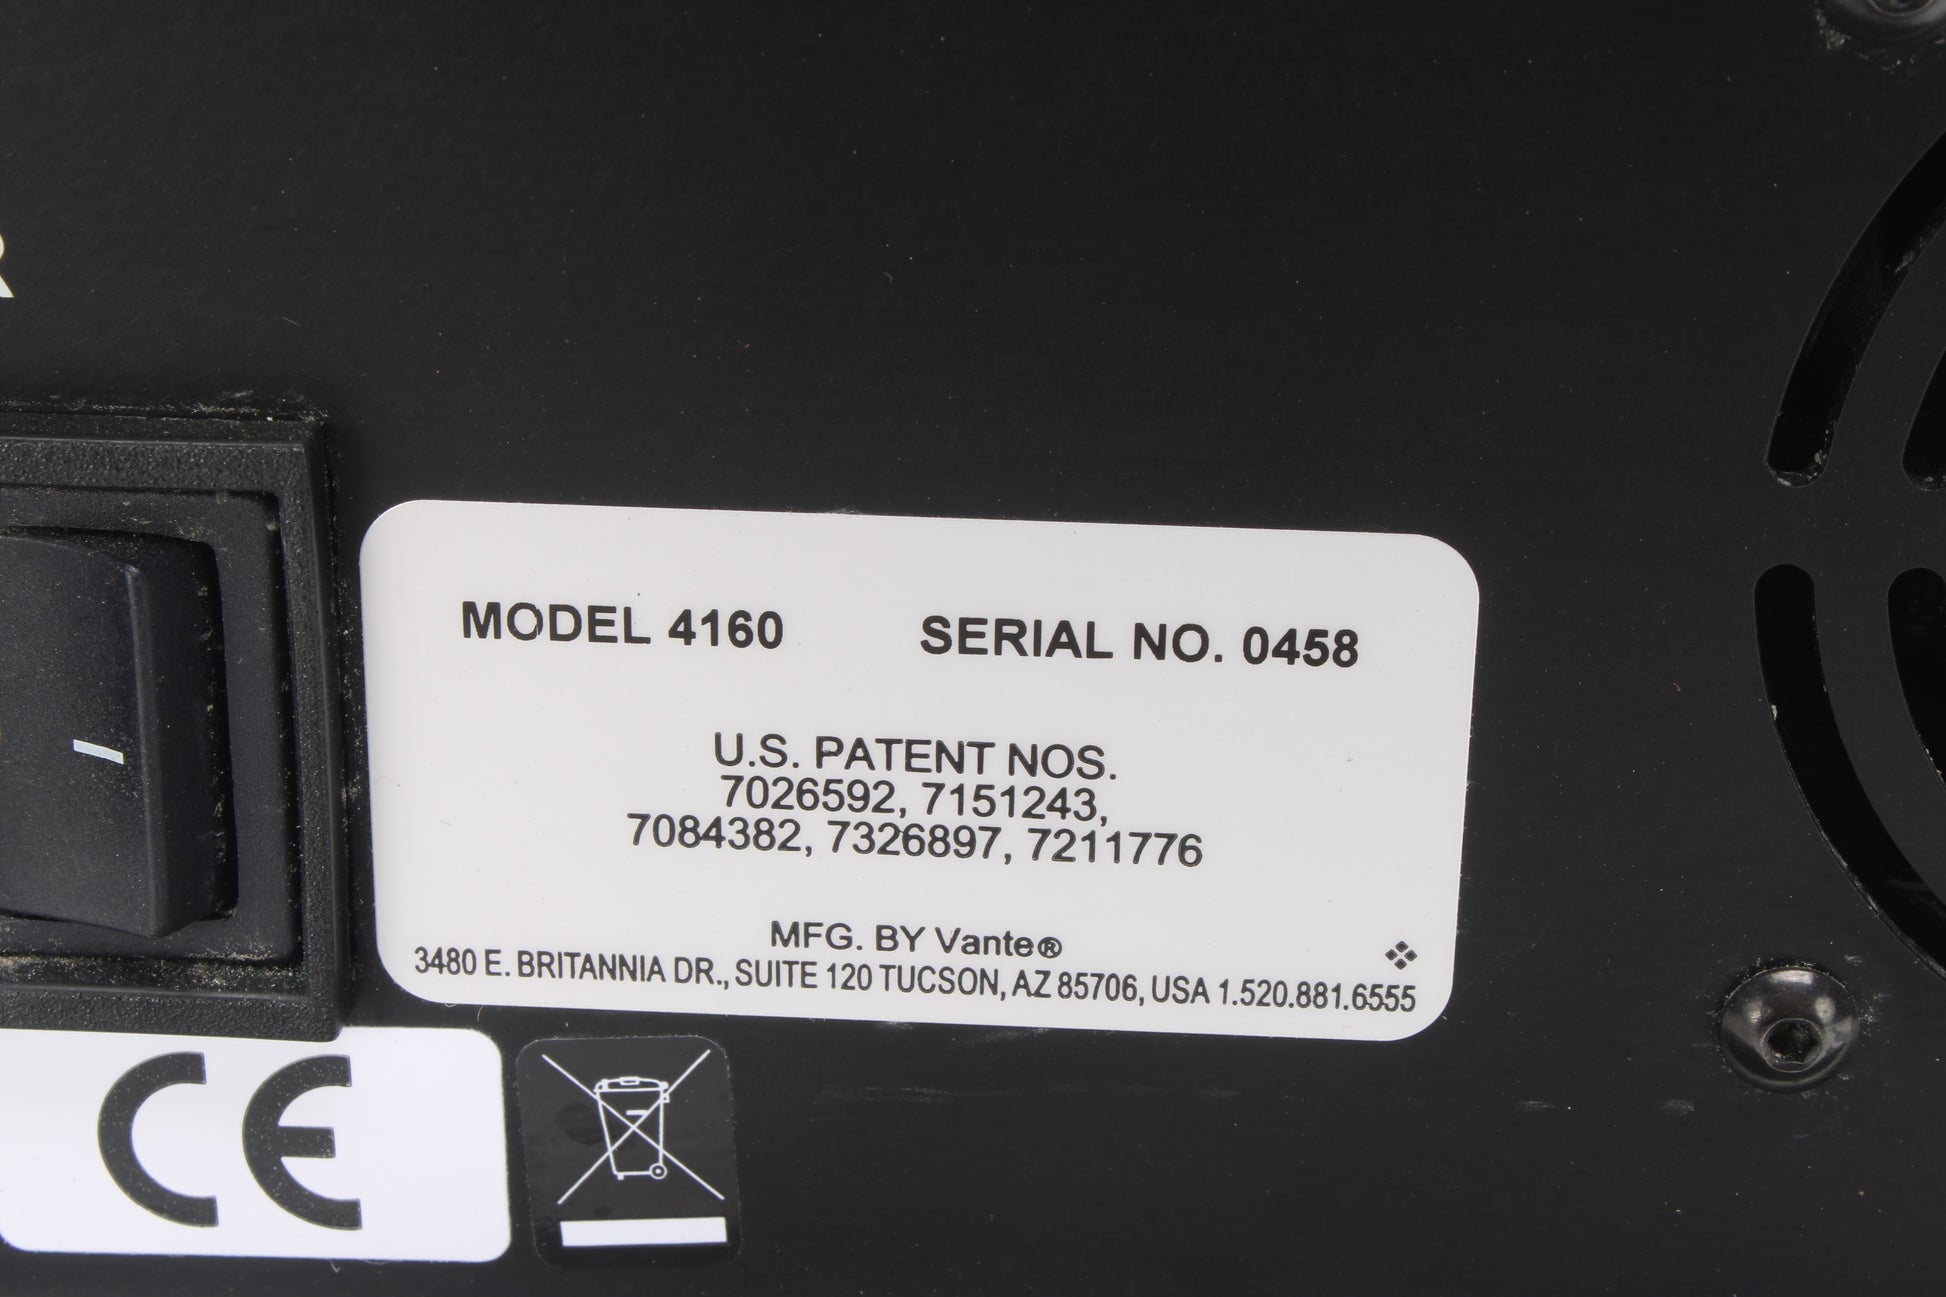 R
MODEL 4160 SERIAL NO. 0458
U.S. PATENT NOS.
7026592, 7151243,
7084382, 7326897, 7211776
MFG. BY Vante®
3480 E. BRITANNIA DR., SUITE 120 TUCSON, AZ 85706, USA 1.520.881.6555
CE